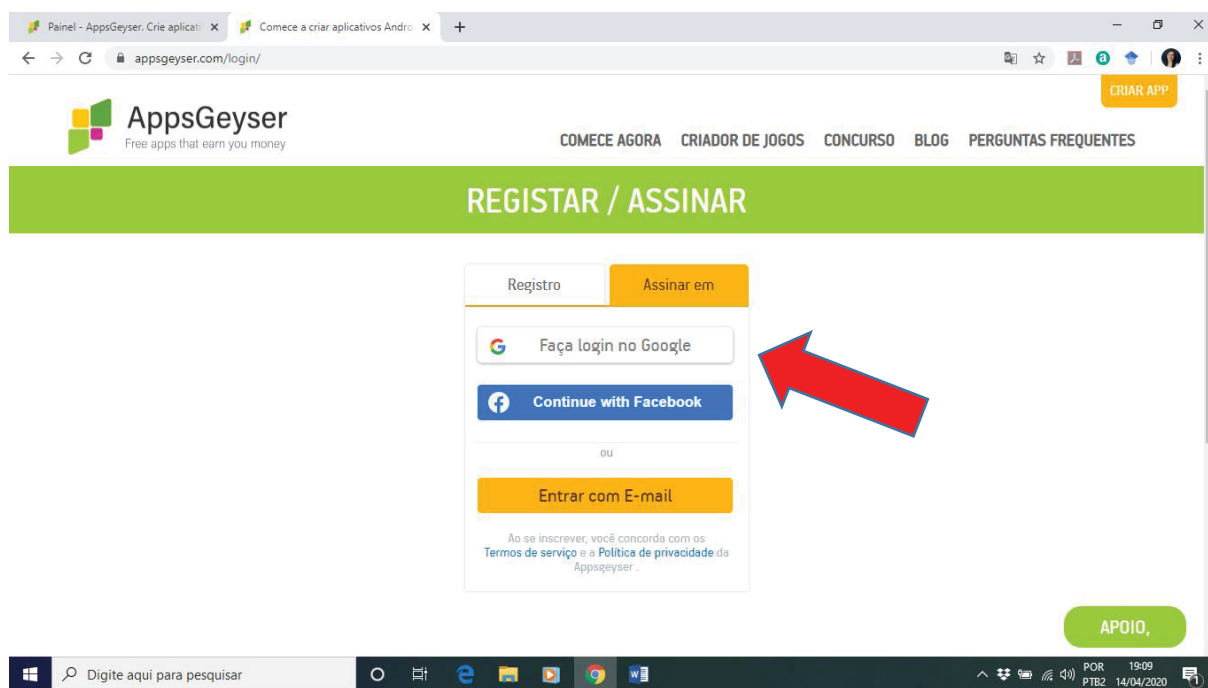 Painel - AppsGeyser. Crie aplicati
Comece a criar aplicativos Andro
appsgeyser.com/login/
CRIAR APP
AppsGeyser
Free apps that earn you money
COMECE AGORA CRIADOR DE JOGOS CONCURSO BLOG PERGUNTAS FREQUENTES
REGISTAR / ASSINAR
Registro Assinar em
Faça login no Google
Continue with Facebook
ou
Entrar com E-mail
Ao se inscrever, você concorda com os
Termos de serviço e a Política de privacidade da
Appsgeyser .
APOIO,
Digite aqui para pesquisar
POR 19:09
PTB2 14/04/2020